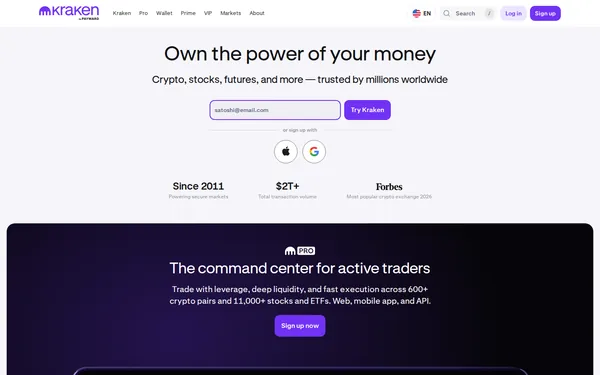 Kraken
by PAYWARD
Kraken Pro Wallet Prime VIP Markets About
EN
Search /
Log in
Sign up
Own the power of your money
Crypto, stocks, futures, and more — trusted by millions worldwide
satoshi@email.com
Try Kraken
or sign up with
Since 2011
Powering secure markets
$2T+
Total transaction volume
Forbes
Most popular crypto exchange 2026
PRO
The command center for active traders
Trade with leverage, deep liquidity, and fast execution across 600+
crypto pairs and 11,000+ stocks and ETFs. Web, mobile app, and API.
Sign up now